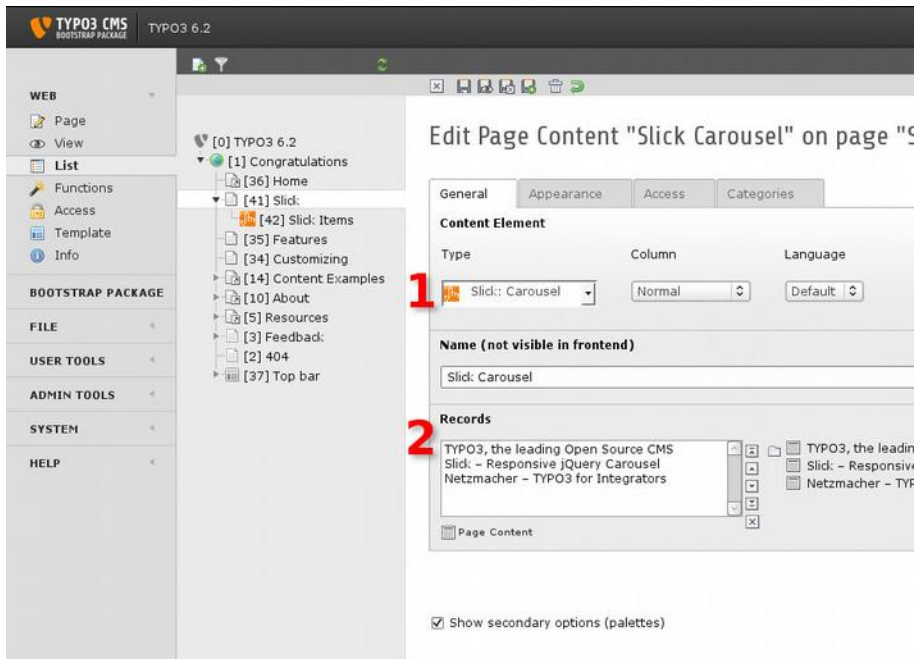 TYPO3 CMS
BOOTSTRAP PACKAGE
TYPO3 6.2
WEB
Page
View
List
Functions
Access
Template
Info
BOOTSTRAP PACKAGE
FILE
USER TOOLS
ADMIN TOOLS
SYSTEM
HELP
[0] TYPO3 6.2
[1] Congratulations
[36] Home
[41] Slick
[42] Slick Items
[35] Features
[34] Customizing
[14] Content Examples
[10] About
[5] Resources
[3] Feedback
[2] 404
[37] Top bar
Edit Page Content "Slick Carousel" on page "S
General Appearance Access Categories
Content Element
Type Column Language
1 Slick: Carousel Normal Default
Name (not visible in frontend)
Slick Carousel
2 Records
TYPO3, the leading Open Source CMS
Slick – Responsive jQuery Carousel
Netzmacher – TYPO3 for Integrators
TYPO3, the leadin
Slick – Responsive
Netzmacher – TYP
Page Content
Show secondary options (palettes)